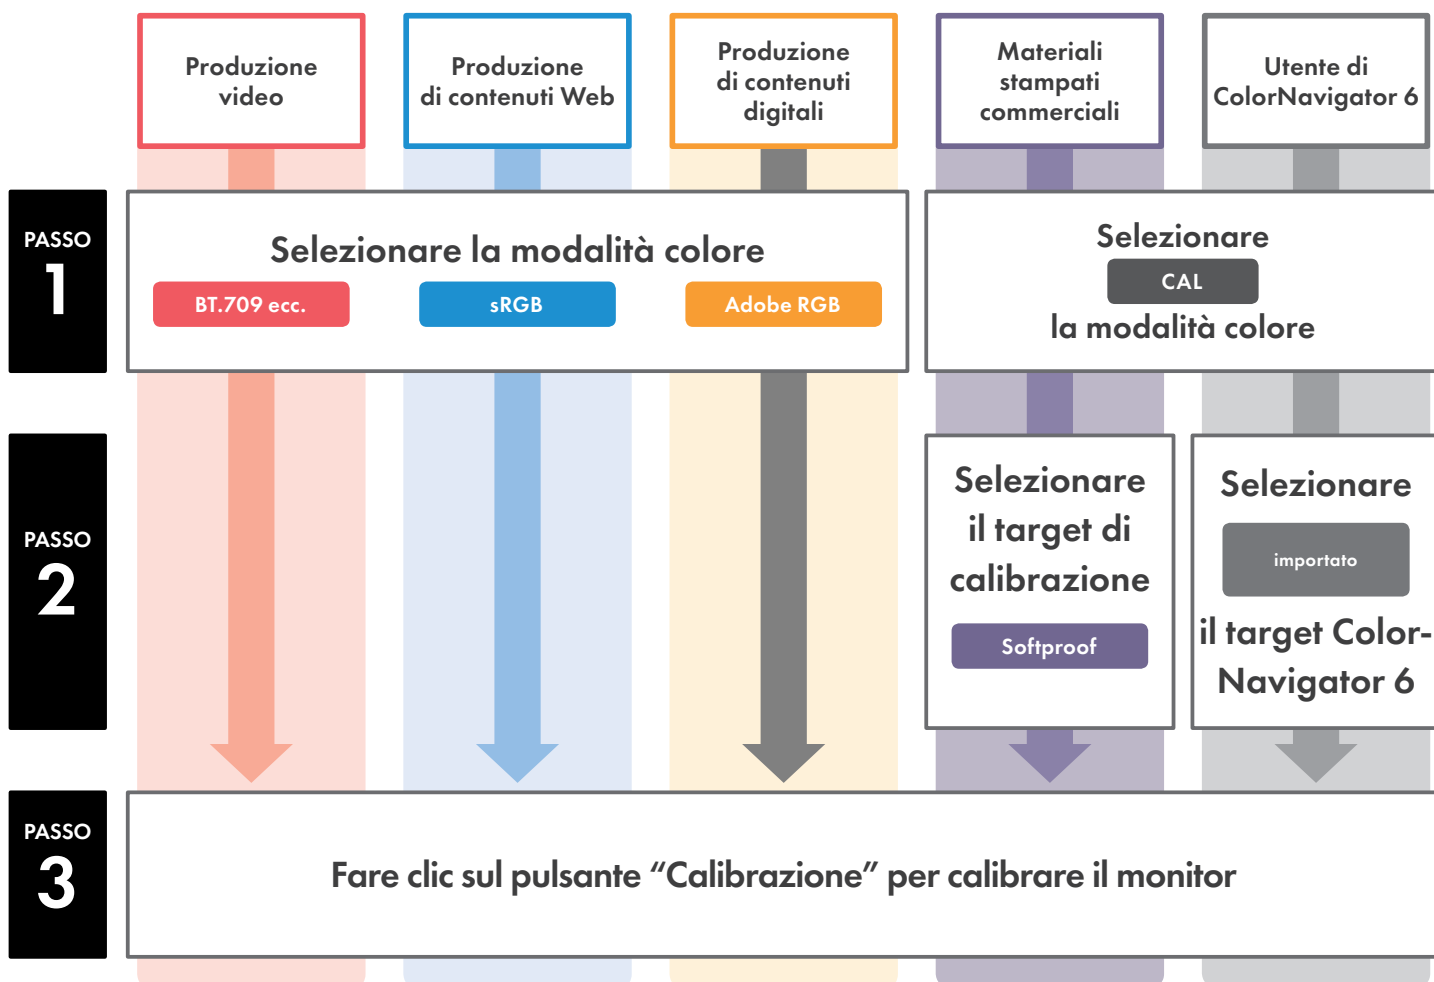 Produzione
video
Produzione
di contenuti Web
Produzione
di contenuti
digitali
Materiali
stampati
commerciali
Utente di
ColorNavigator 6
PASSO
1
Selezionare la modalità colore
BT.709 ecc.
sRGB
Adobe RGB
Selezionare
CAL
la modalità colore
PASSO
2
Selezionare
il target di
calibrazione
Softproof
Selezionare
importato
il target Color-
Navigator 6
PASSO
3
Fare clic sul pulsante “Calibrazione” per calibrare il monitor